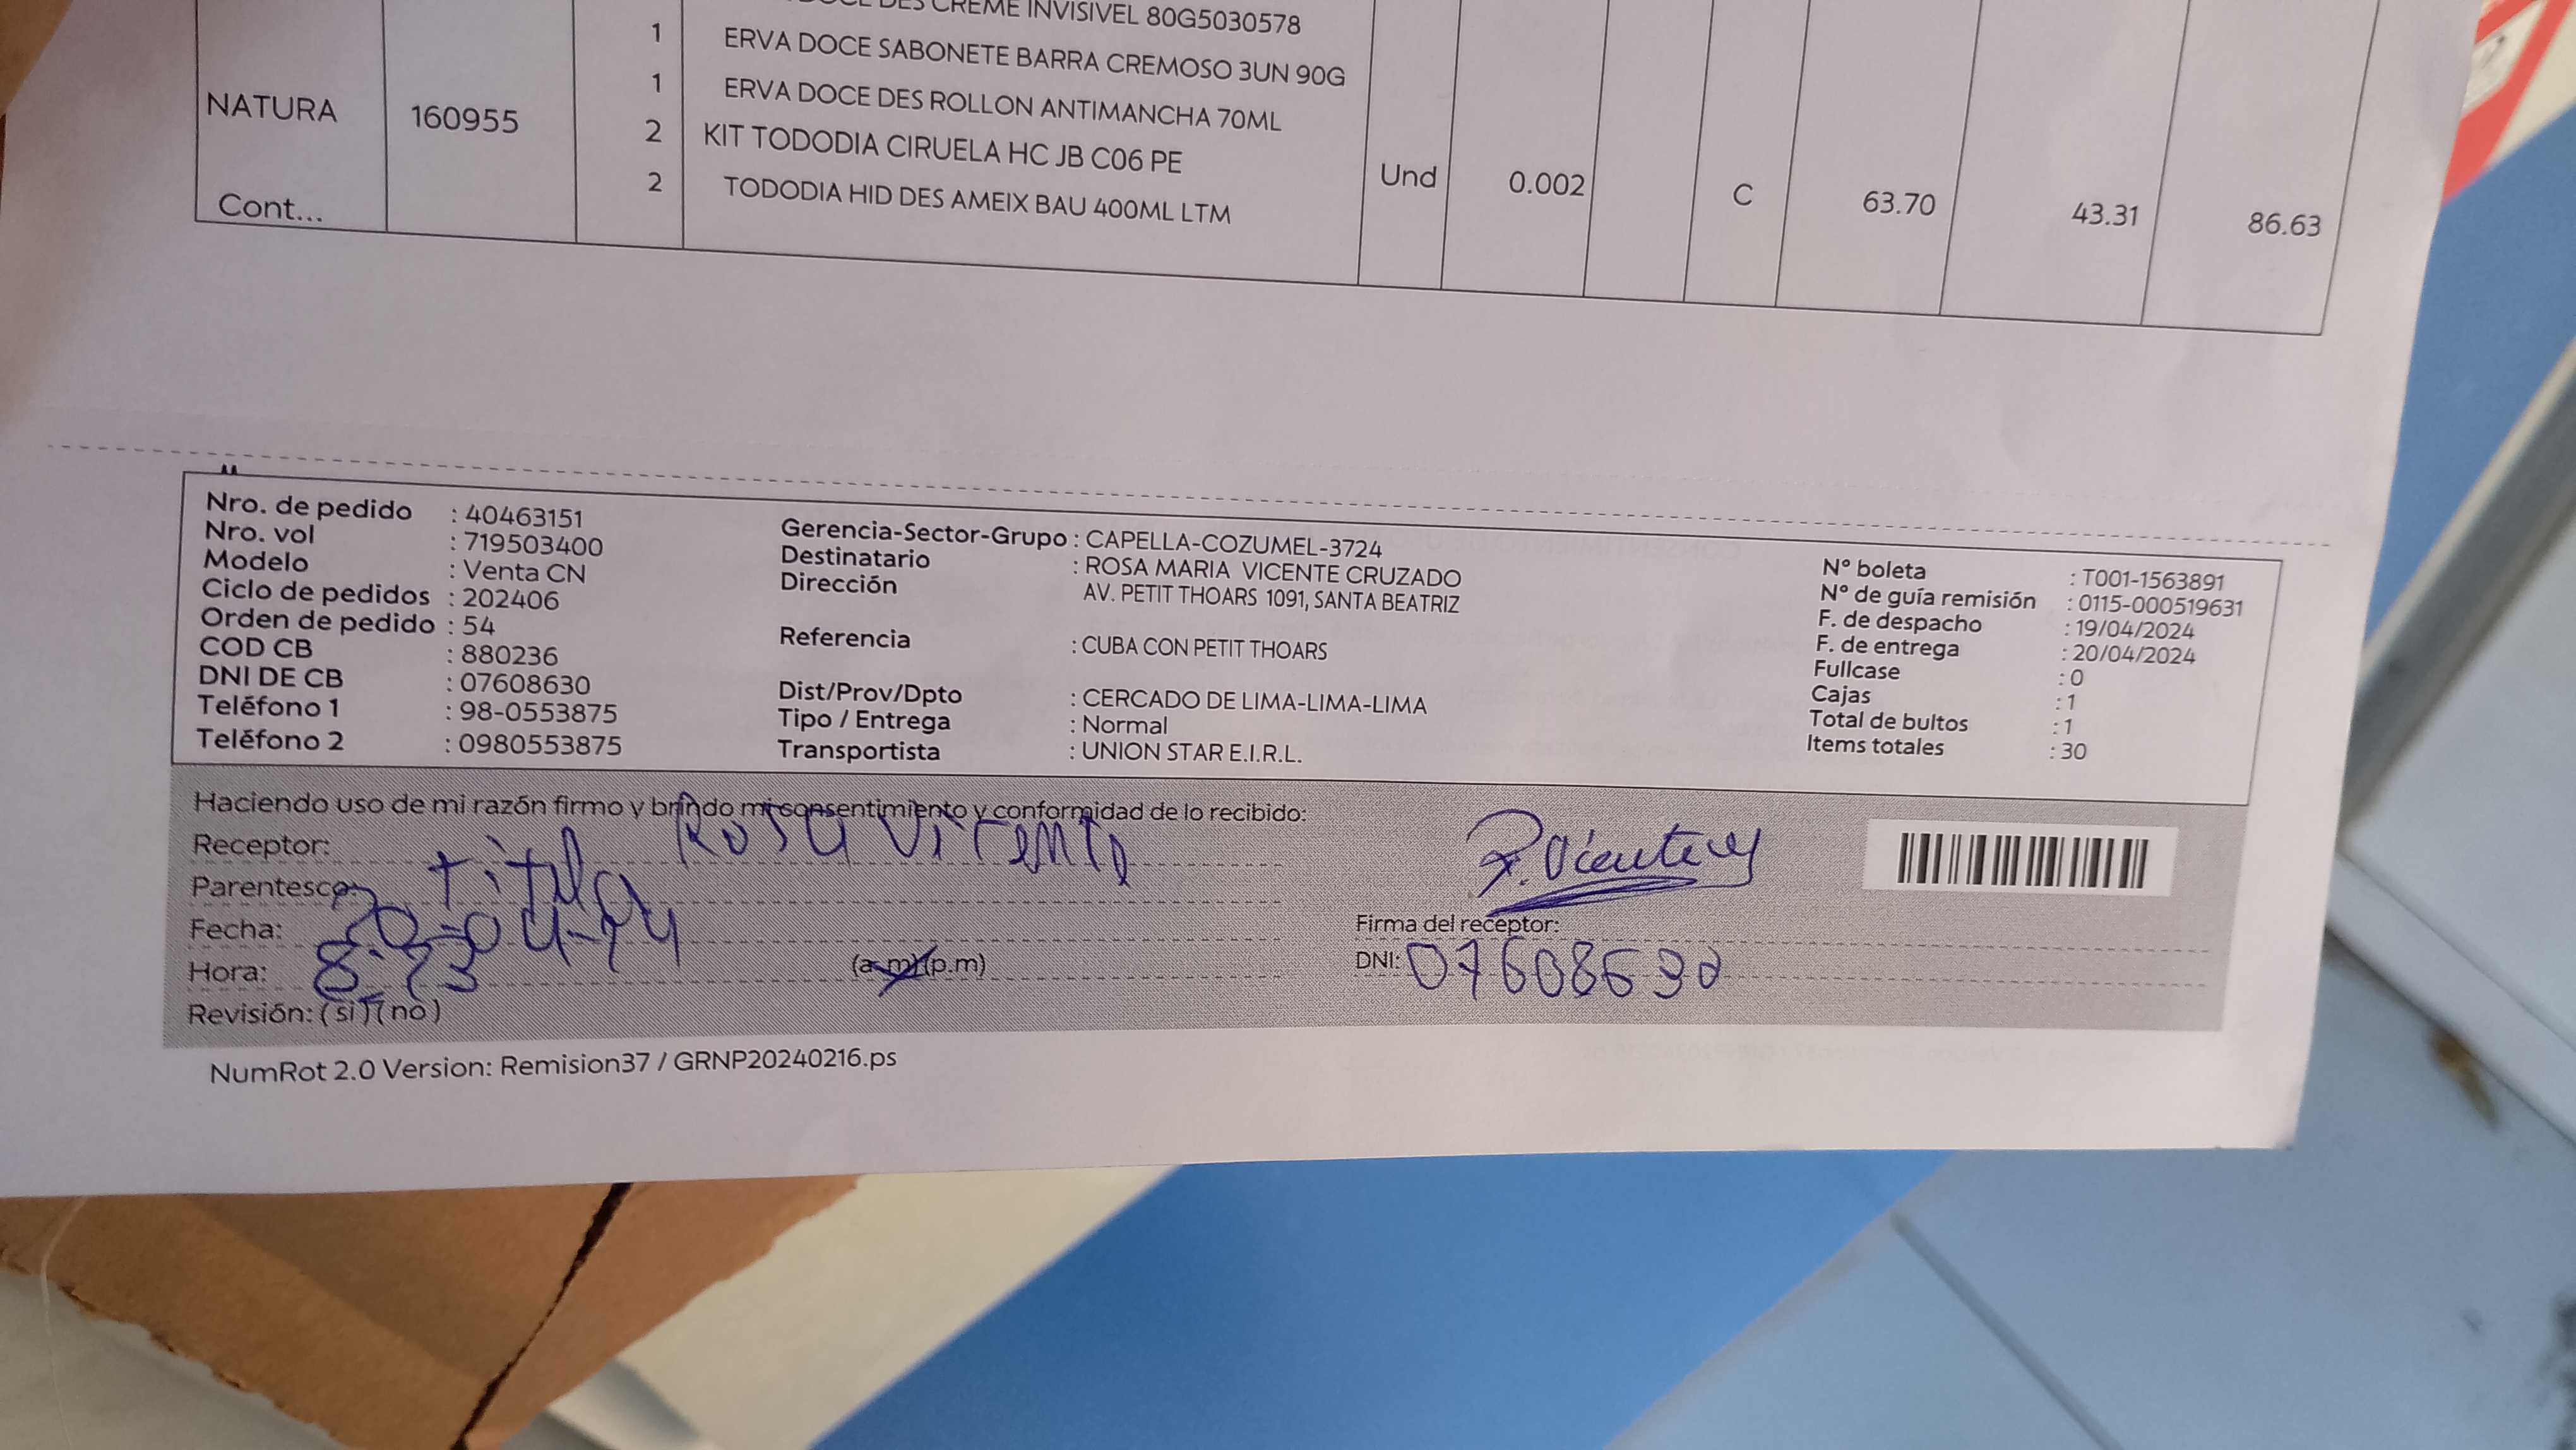 DES CREME INVISIVEL 80G5030578
1 ERVA DOCE SABONETE BARRA CREMOSO 3UN 90G
1 ERVA DOCE DES ROLLON ANTIMANCHA 70ML
NATURA 160955 2 KIT TODODIA CIRUELA HC JB C06 PE Und 0.002 C 63.70 43.31 86.63
Cont... 2 TODODIA HID DES AMEIX BAU 400ML LTM
Nro. de pedido : 40463151
Nro. vol : 719503400
Modelo : Venta CN
Ciclo de pedidos : 202406
Orden de pedido : 54
COD CB : 880236
DNI DE CB : 07608630
Teléfono 1 : 98-0553875
Teléfono 2 : 0980553875
Gerencia-Sector-Grupo : CAPELLA-COZUMEL-3724
Destinatario : ROSA MARIA VICENTE CRUZADO
Dirección AV. PETIT THOARS 1091, SANTA BEATRIZ
Referencia : CUBA CON PETIT THOARS
Dist/Prov/Dpto : CERCADO DE LIMA-LIMA-LIMA
Tipo / Entrega : Normal
Transportista : UNION STAR E.I.R.L.
N° boleta : T001-1563891
N° de guía remisión : 0115-000519631
F. de despacho : 19/04/2024
F. de entrega : 20/04/2024
Fullcase : 0
Cajas : 1
Total de bultos : 1
Items totales : 30
Haciendo uso de mi razón firmo y brindo mi consentimiento y conformidad de lo recibido:
Receptor: Rosa Vicente
Parentesco: titular
Fecha: 20-04-24
Hora: 8:23 (a.m) (p.m)
Revisión: (si) (no)
Firma del receptor:
DNI: 07608630
NumRot 2.0 Version: Remision37 / GRNP20240216.ps